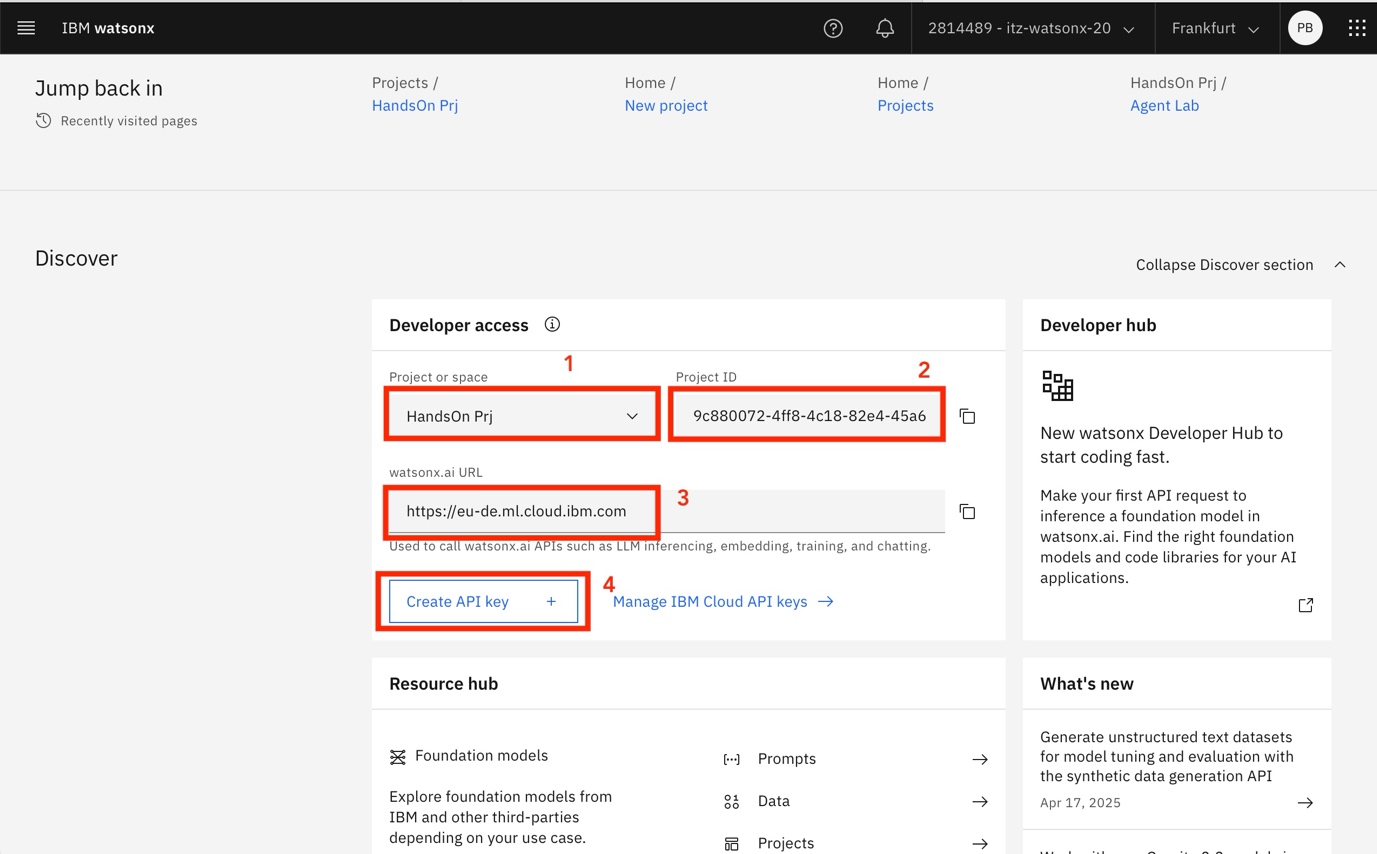 IBM watsonx
2814489 - itz-watsonx-20
Frankfurt
PB
Jump back in
Recently visited pages
Projects /
HandsOn Prj
Home /
New project
Home /
Projects
HandsOn Prj /
Agent Lab
Discover
Collapse Discover section
Developer access
1
Project or space
HandsOn Prj
2
Project ID
9c880072-4ff8-4c18-82e4-45a6
watsonx.ai URL
3
https://eu-de.ml.cloud.ibm.com
Used to call watsonx.ai APIs such as LLM inferencing, embedding, training, and chatting.
4
Create API key +
Manage IBM Cloud API keys
Developer hub
New watsonx Developer Hub to
start coding fast.
Make your first API request to
inference a foundation model in
watsonx.ai. Find the right foundation
models and code libraries for your AI
applications.
Resource hub
Foundation models
Explore foundation models from
IBM and other third-parties
depending on your use case.
Prompts
Data
Projects
What's new
Generate unstructured text datasets
for model tuning and evaluation with
the synthetic data generation API
Apr 17, 2025